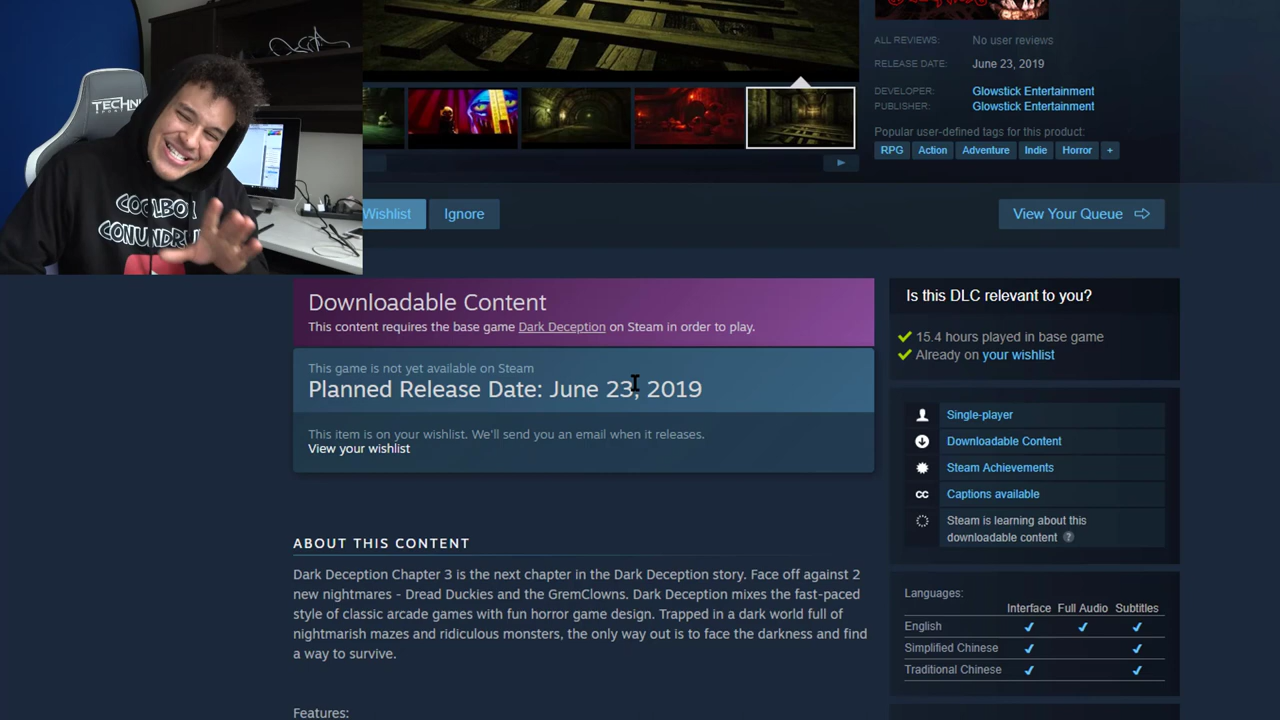 TECHNI
COOLBOY
CONUNDRU
ALL REVIEWS: No user reviews
RELEASE DATE: June 23, 2019
DEVELOPER: Glowstick Entertainment
PUBLISHER: Glowstick Entertainment
Popular user-defined tags for this product:
RPG Action Adventure Indie Horror +
Wishlist Ignore View Your Queue
Downloadable Content
This content requires the base game Dark Deception on Steam in order to play.
This game is not yet available on Steam
Planned Release Date: June 23, 2019
This item is on your wishlist. We'll send you an email when it releases.
View your wishlist
ABOUT THIS CONTENT
Dark Deception Chapter 3 is the next chapter in the Dark Deception story. Face off against 2
new nightmares - Dread Duckies and the GremClowns. Dark Deception mixes the fast-paced
style of classic arcade games with fun horror game design. Trapped in a dark world full of
nightmarish mazes and ridiculous monsters, the only way out is to face the darkness and find
a way to survive.
Features:
Is this DLC relevant to you?
15.4 hours played in base game
Already on your wishlist
Single-player
Downloadable Content
Steam Achievements
CC Captions available
Steam is learning about this
downloadable content ?
Languages:
Interface Full Audio Subtitles
English
Simplified Chinese
Traditional Chinese